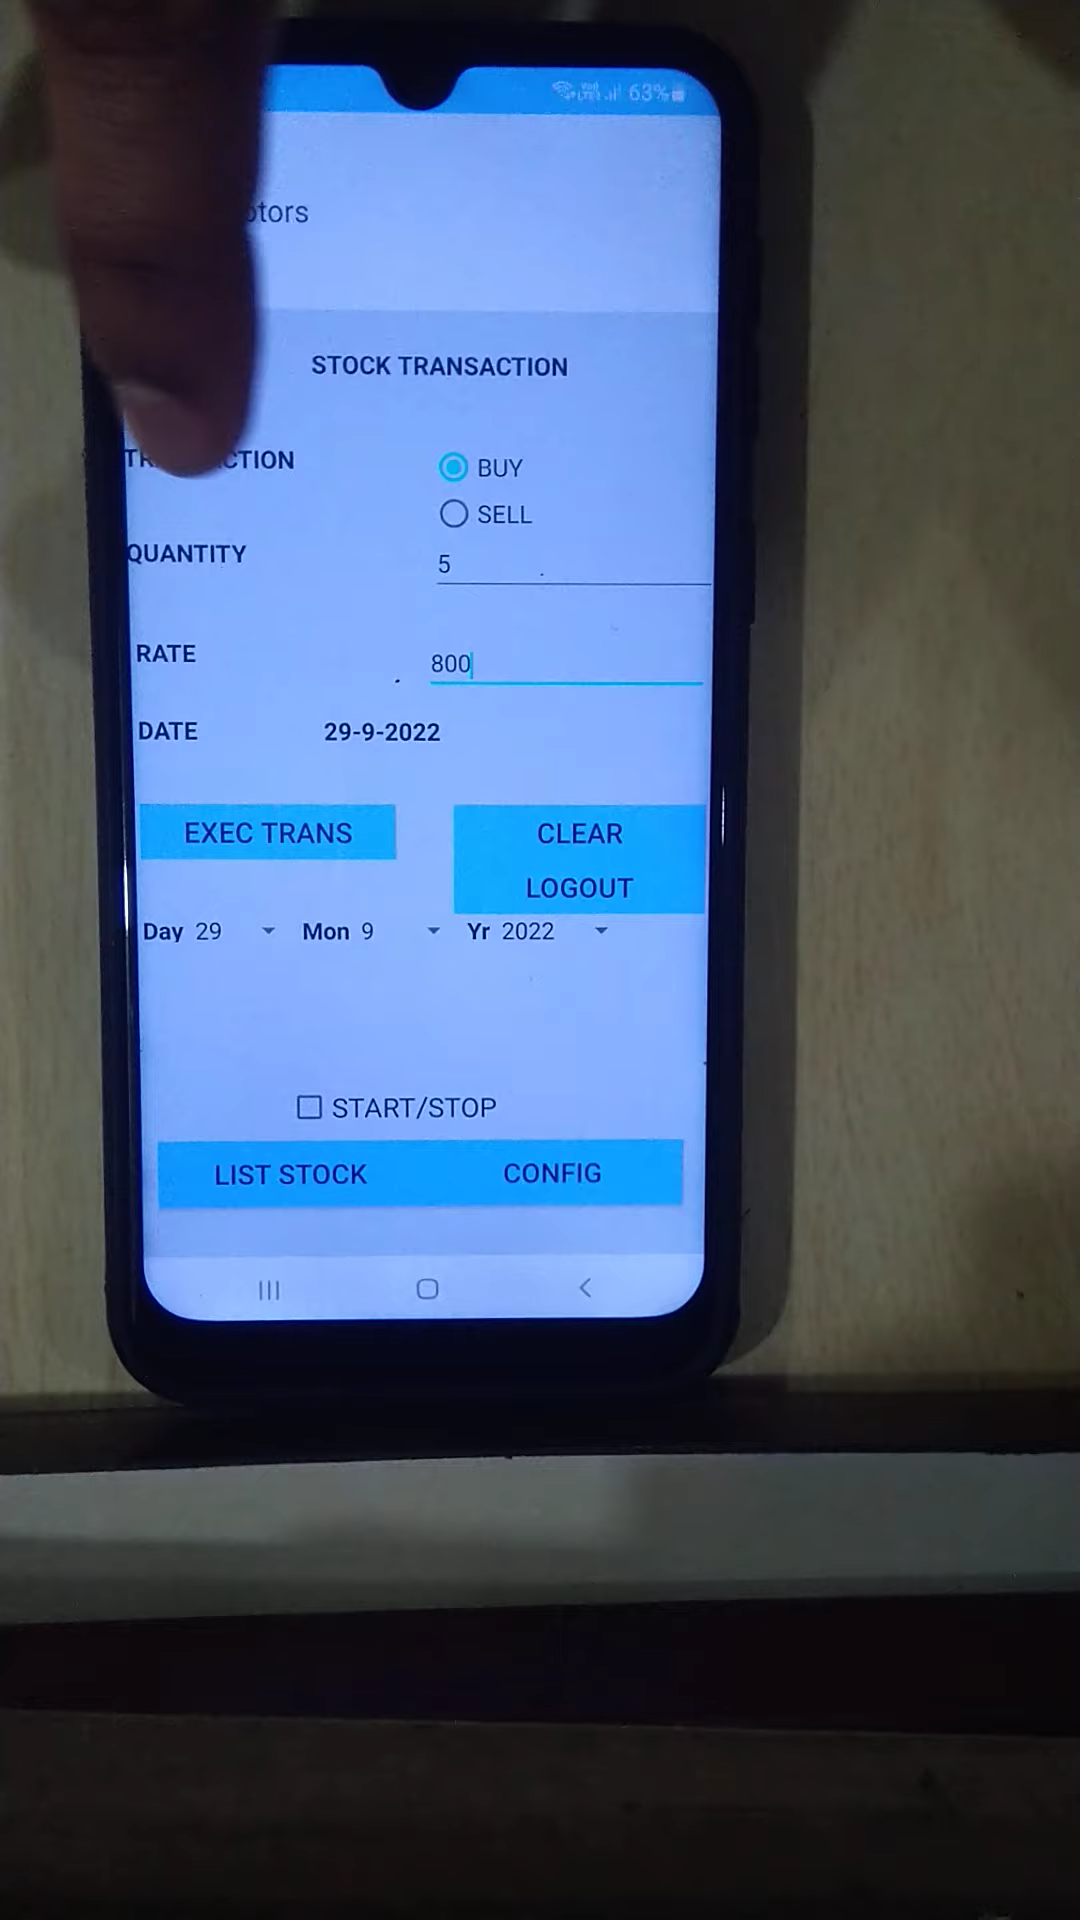 63%
STOCK TRANSACTION
BUY
SELL
QUANTITY
5
RATE
800
DATE 29-9-2022
EXEC TRANS CLEAR
LOGOUT
Day 29 Mon 9 Yr 2022
START/STOP
LIST STOCK CONFIG